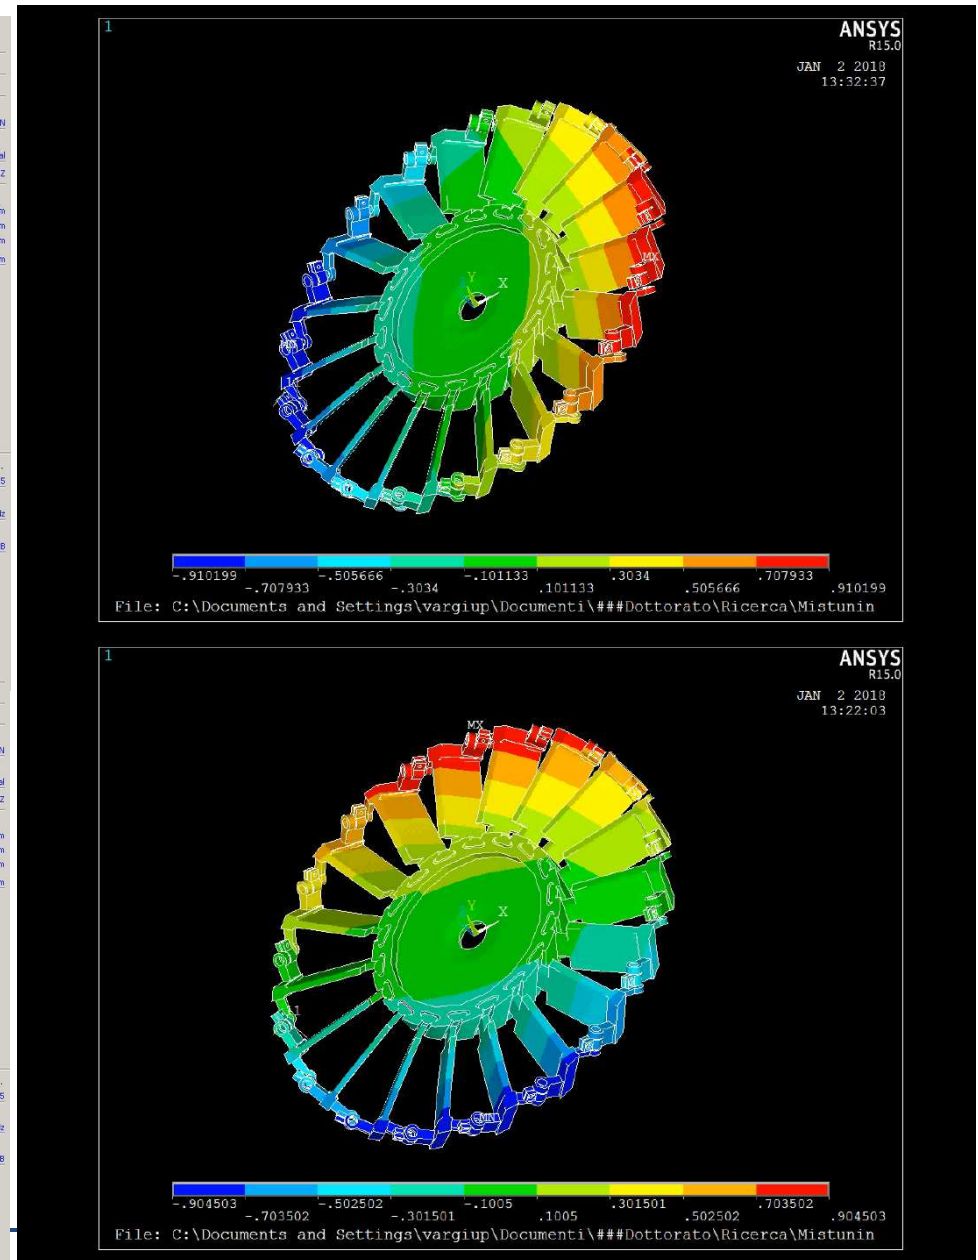 1
ANSYS
R15.0
JAN 2 2018
13:32:37
MX
Y
X
-.910199 -.505666 -.101133 .3034 .707933
-.707933 -.3034 .101133 .505666 .910199
File: C:\Documents and Settings\vargiup\Documenti\###Dottorato\Ricerca\Mistunin
1
ANSYS
R15.0
JAN 2 2018
13:22:03
MX
Y
X
MN
-.904503 -.502502 -.1005 .301501 .703502
-.703502 -.301501 .1005 .502502 .904503
File: C:\Documents and Settings\vargiup\Documenti\###Dottorato\Ricerca\Mistunin